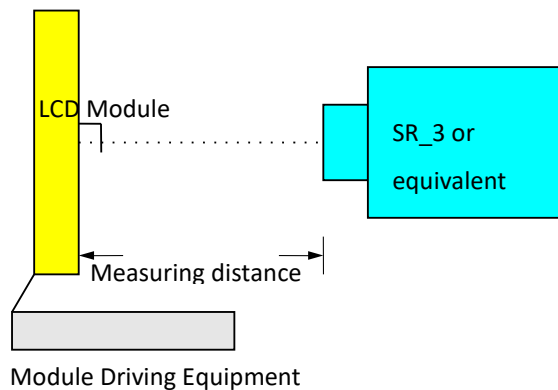 LCD Module
SR_3 or
equivalent
Measuring distance
Module Driving Equipment